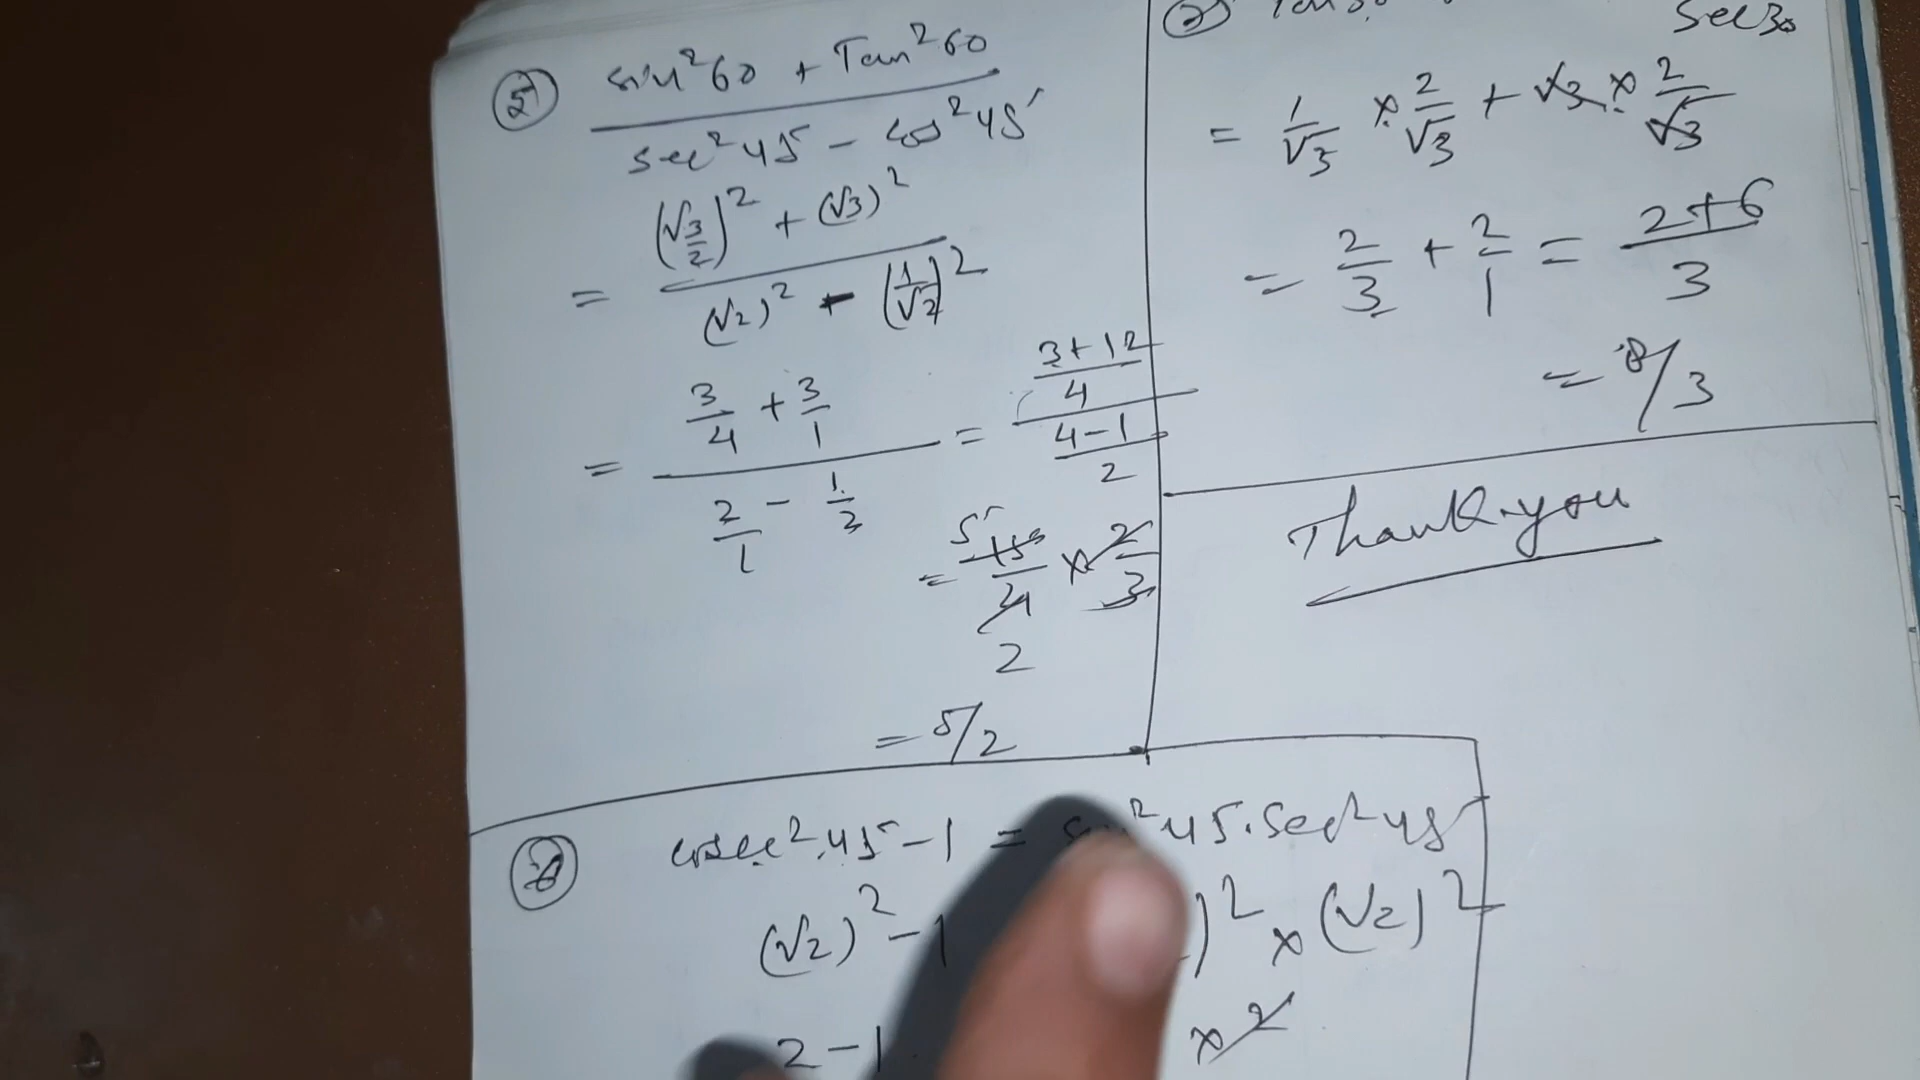 5 sin²60 + Tan²60
sec²45 - cos²45
= (√3/2)² + (√3)²
(√2)² - (1/√2)²
= 3/4 + 3/1 = 3+12/4
2/1 - 1/2 4-1/2
= 15/4 × 2/3
5
2
= 5/2
sec30
= 1/√3 × 2/√3 + √3 × 2/√3
= 2/3 + 2/1 = 2+6/3
= 8/3
Thank you
cosec²45-1 = ²45.Sec²45
(√2)²-1 )² × (√2)²
2-1 × 2